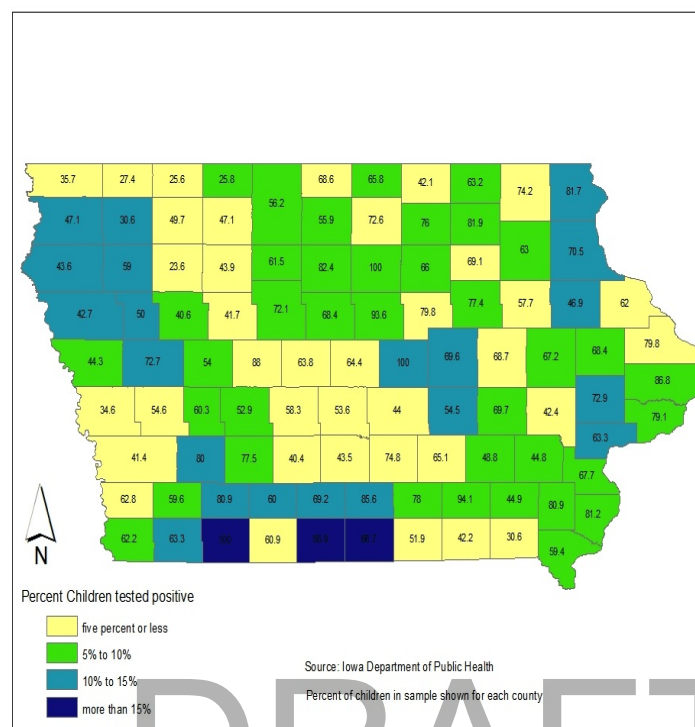 35.7 27.4 25.6 25.8 68.6 65.8 42.1 63.2 74.2 81.7
56.2
47.1 30.6 49.7 47.1 55.9 72.6 76 81.9
63 70.5
43.6 59 23.6 43.9 61.5 82.4 100 66 69.1
42.7 50 40.6 41.7 72.1 68.4 93.6 79.8 77.4 57.7 46.9 62
44.3 72.7 54 88 63.8 64.4 100 69.6 68.7 67.2 68.4 79.8
86.8
34.6 54.6 60.3 52.9 58.3 53.6 44 54.5 69.7 42.4 72.9 79.1
63.3
41.4 80 77.5 40.4 43.5 74.8 65.1 48.8 44.8
67.7
62.8 59.6 80.9 60 69.2 85.6 78 94.1 44.9 80.9 81.2
62.2 63.3 100 60.9 51.9 42.2 30.6 59.4
N
Percent Children tested positive
five percent or less
5% to 10%
10% to 15%
more than 15%
Source: Iowa Department of Public Health
Percent of children in sample shown for each county
DRAFT